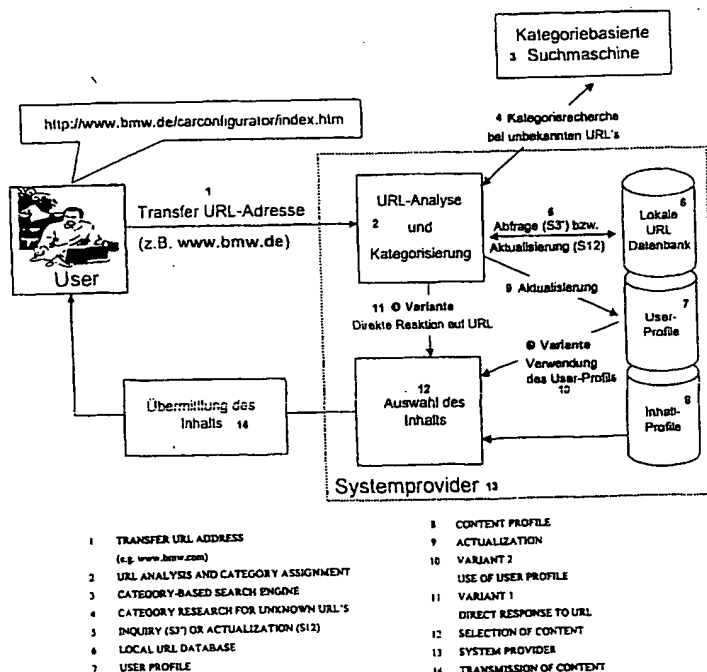 Kategoriebasierte
3 Suchmaschine
http://www.bmw.de/carconfigurator/index.htm
4 Kategorierecherche
bei unbekannten URL's
1
Transfer URL-Adresse
(z.B. www.bmw.de)
User
URL-Analyse
2 und
Kategorisierung
Abfrage (S3") bzw.
Aktualisierung (S12)
6
Lokale
URL
Datenbank
9 Aktualisierung
7
User-
Profile
11 Variante
Direkte Reaktion auf URL
Variante
Verwendung
des User-Profils
10
12
Auswahl des
Inhalts
8
Inhalt-
Profile
Übermittlung des
Inhalts 14
Systemprovider 13
1 TRANSFER URL ADDRESS
(e.g. www.bmw.com)
2 URL ANALYSIS AND CATEGORY ASSIGNMENT
3 CATEGORY-BASED SEARCH ENGINE
4 CATEGORY RESEARCH FOR UNKNOWN URL'S
5 INQUIRY (S3") OR ACTUALIZATION (S12)
6 LOCAL URL DATABASE
7 USER PROFILE
8 CONTENT PROFILE
9 ACTUALIZATION
10 VARIANT 2
USE OF USER PROFILE
11 VARIANT 1
DIRECT RESPONSE TO URL
12 SELECTION OF CONTENT
13 SYSTEM PROVIDER
14 TRANSMISSION OF CONTENT